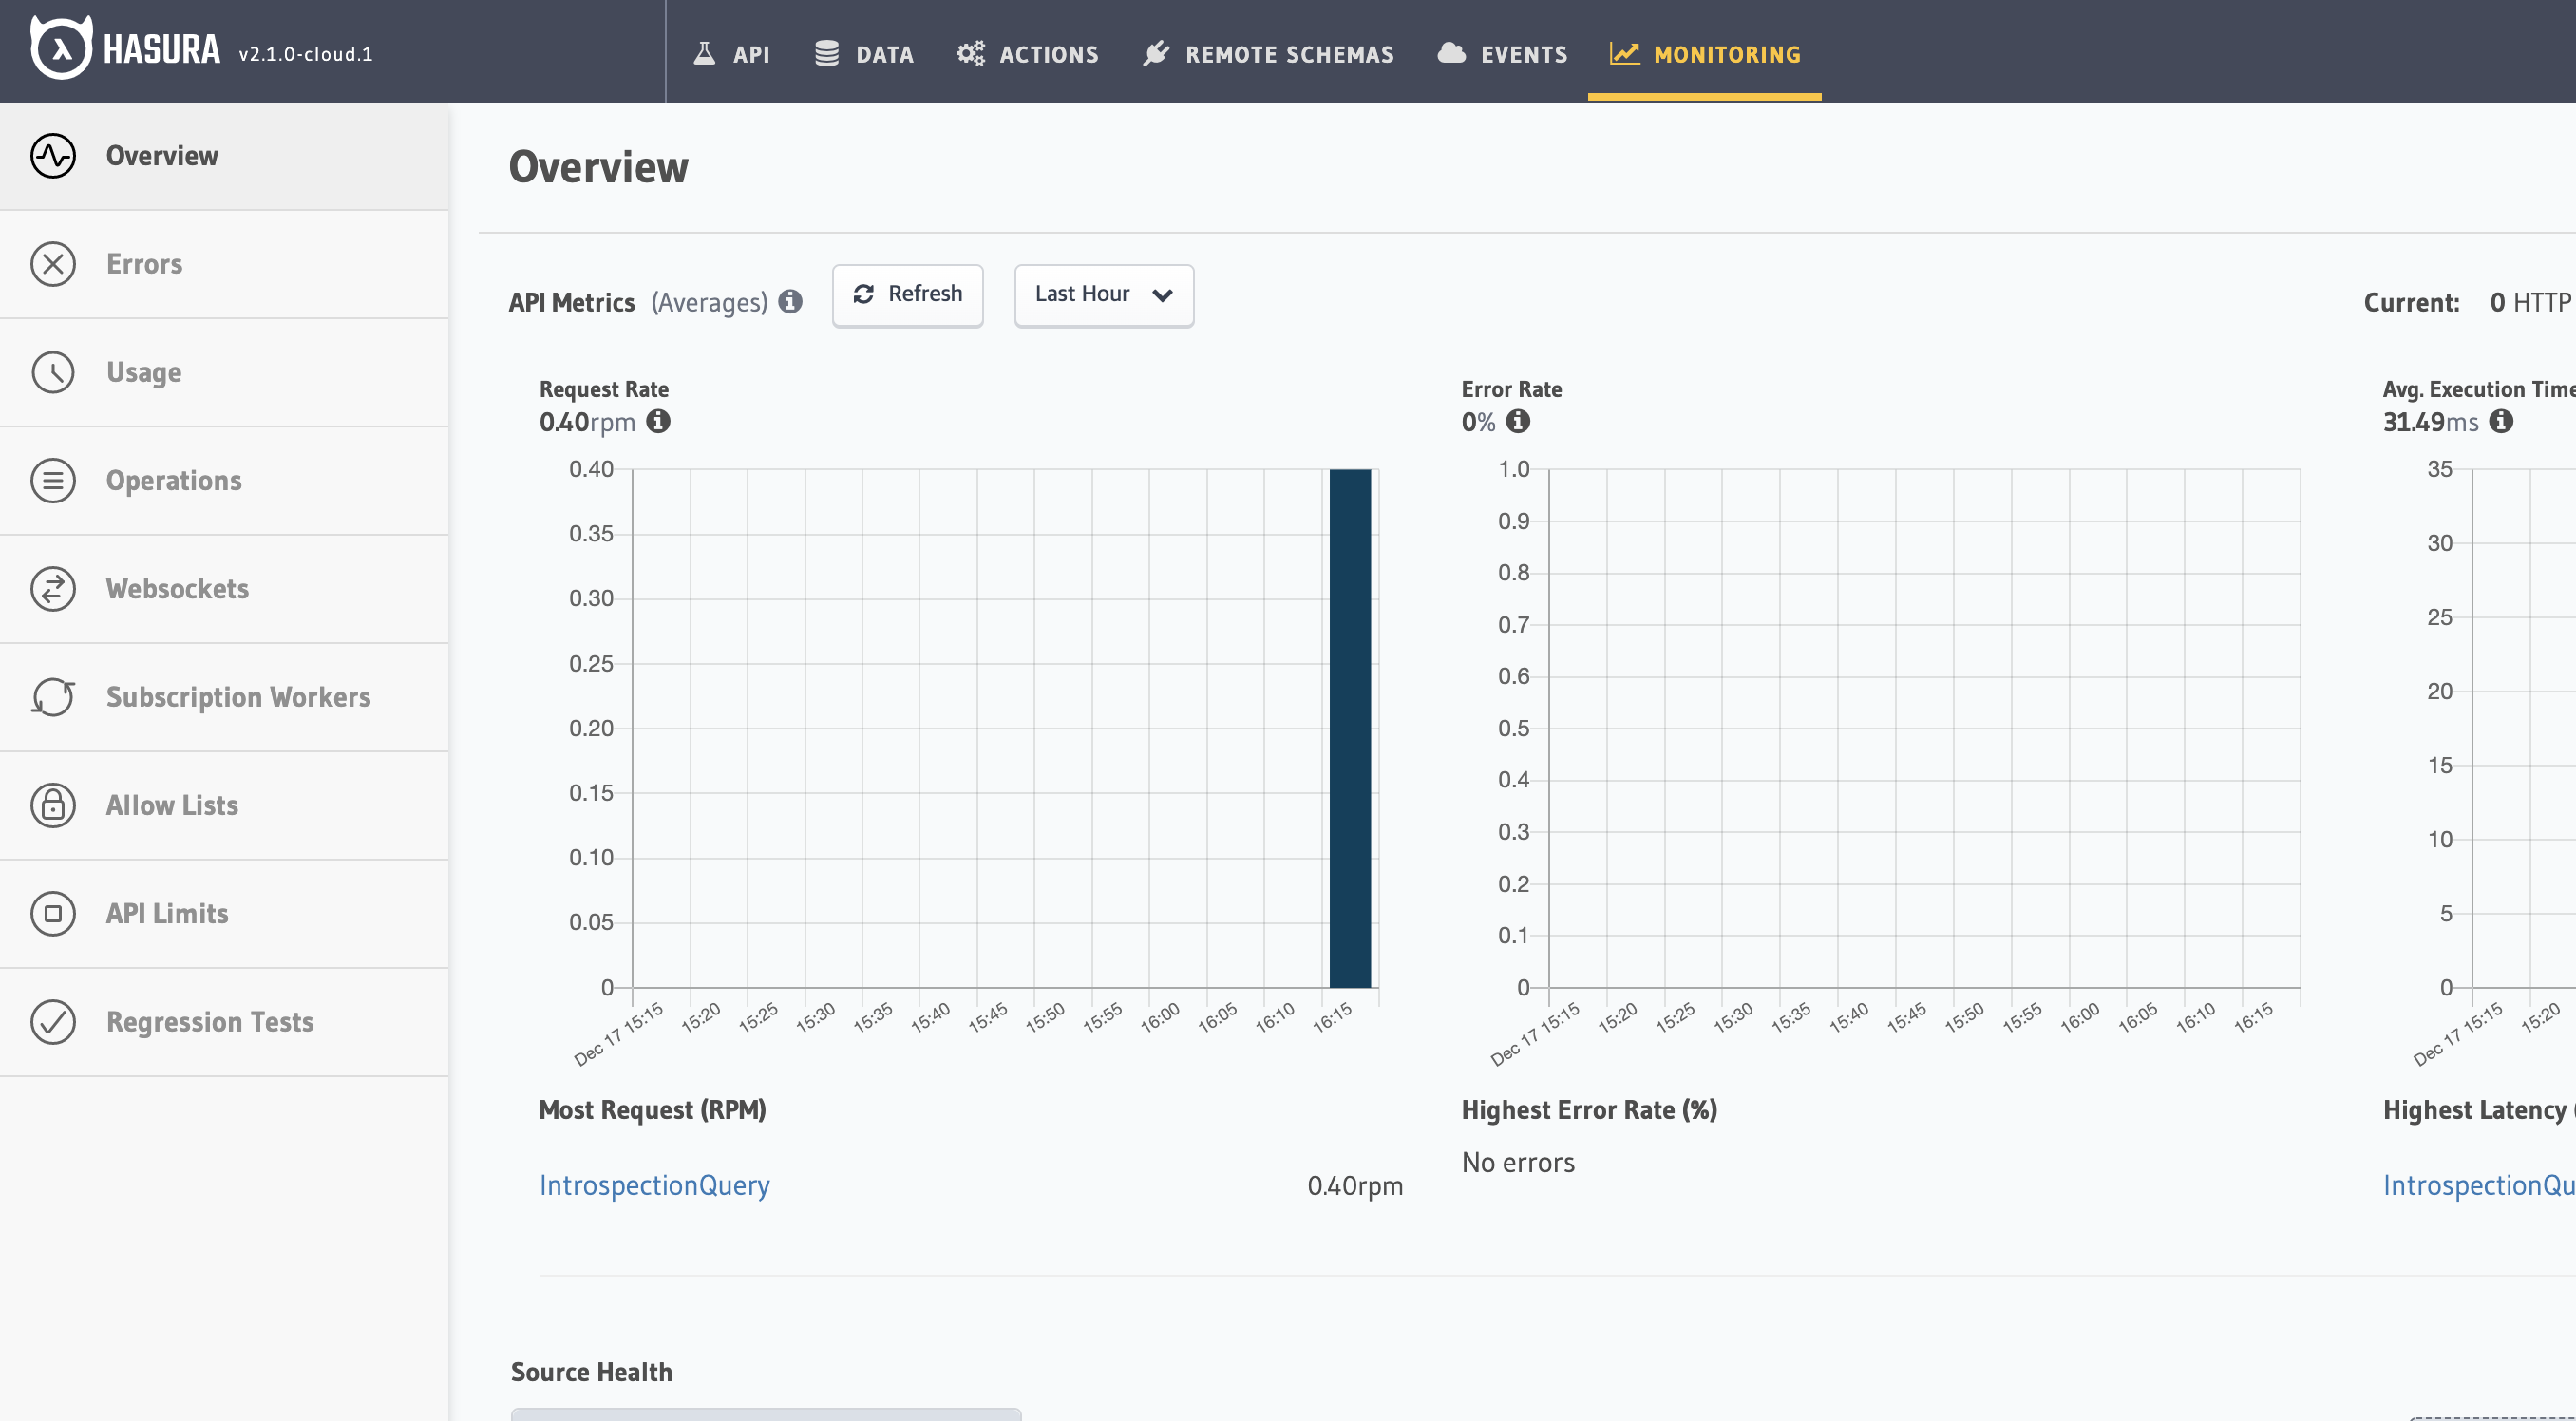 HASURA v2.1.0-cloud.1 API DATA ACTIONS REMOTE SCHEMAS EVENTS MONITORING
Overview
Errors
Usage
Operations
Websockets
Subscription Workers
Allow Lists
API Limits
Regression Tests
Overview
API Metrics (Averages) Refresh Last Hour Current: 0 HTTP
Request Rate
0.40rpm
0.40
0.35
0.30
0.25
0.20
0.15
0.10
0.05
0
Dec 17 15:15 15:20 15:25 15:30 15:35 15:40 15:45 15:50 15:55 16:00 16:05 16:10 16:15
Most Request (RPM)
IntrospectionQuery 0.40rpm
Error Rate
0%
1.0
0.9
0.8
0.7
0.6
0.5
0.4
0.3
0.2
0.1
0
Dec 17 15:15 15:20 15:25 15:30 15:35 15:40 15:45 15:50 15:55 16:00 16:05 16:10 16:15
Highest Error Rate (%)
No errors
Avg. Execution Time
31.49ms
35
30
25
20
15
10
5
0
Dec 17 15:15 15:20
Highest Latency (
IntrospectionQu
Source Health